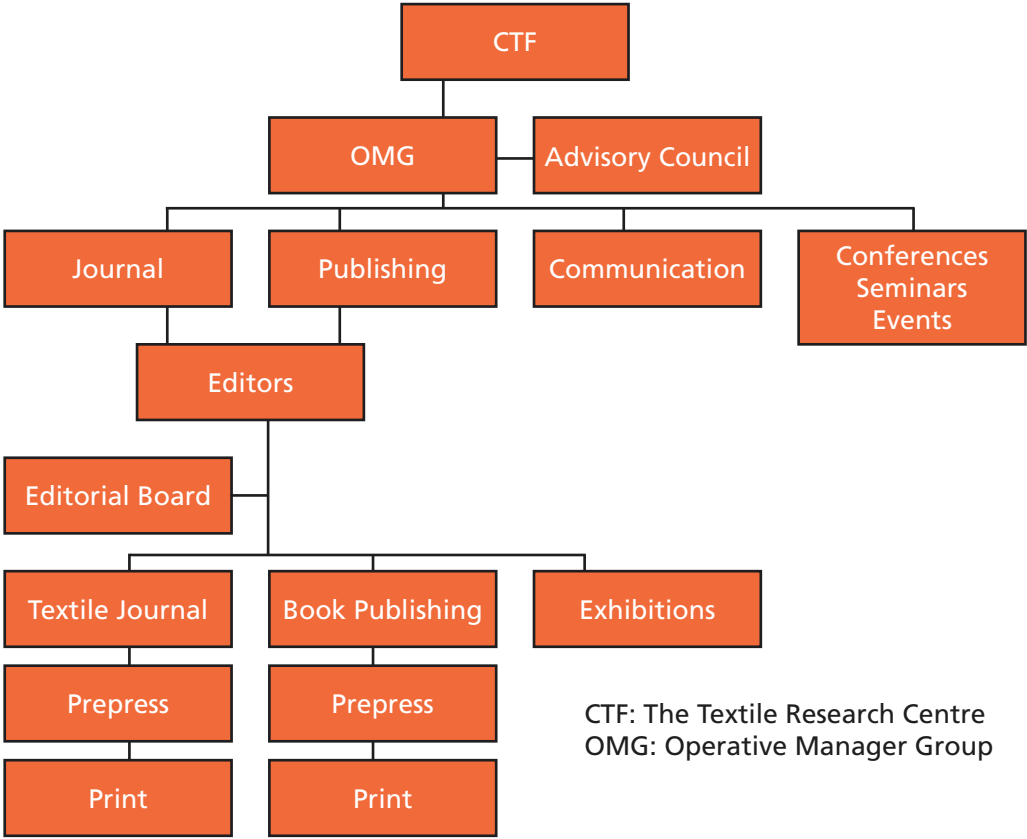 CTF
OMG
Advisory Council
Journal
Publishing
Communication
Conferences
Seminars
Events
Editors
Editorial Board
Textile Journal
Book Publishing
Exhibitions
Prepress
Prepress
Print
Print
CTF: The Textile Research Centre
OMG: Operative Manager Group